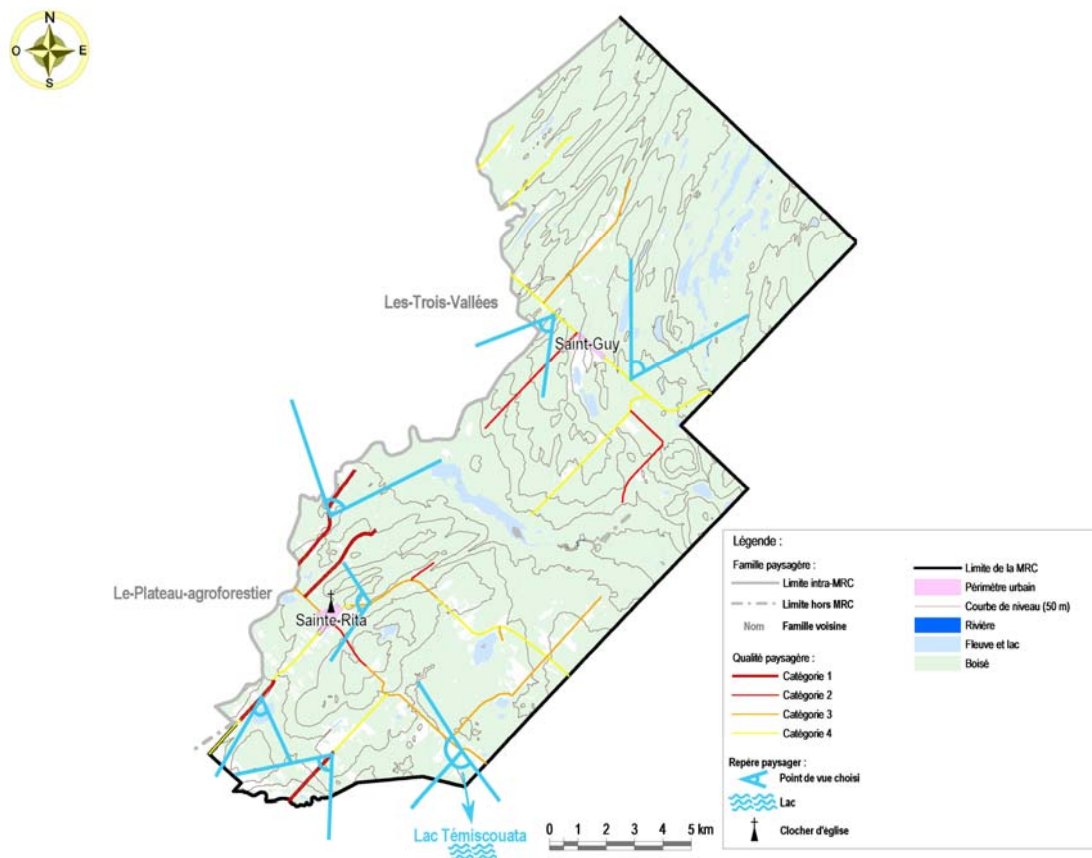 N
O
E
S
Les-Trois-Vallées
Saint-Guy
Le-Plateau-agroforestier
Sainte-Rita
Lac Témiscouata
0 1 2 3 4 5 km
Légende :
Famille paysagère :
Limite intra-MRC
Limite hors MRC
Nom Famille voisine
Qualité paysagère :
Catégorie 1
Catégorie 2
Catégorie 3
Catégorie 4
Repère paysager :
Point de vue choisi
Lac
Clocher d'église
Limite de la MRC
Périmètre urbain
Courbe de niveau (50 m)
Rivière
Fleuve et lac
Boisé